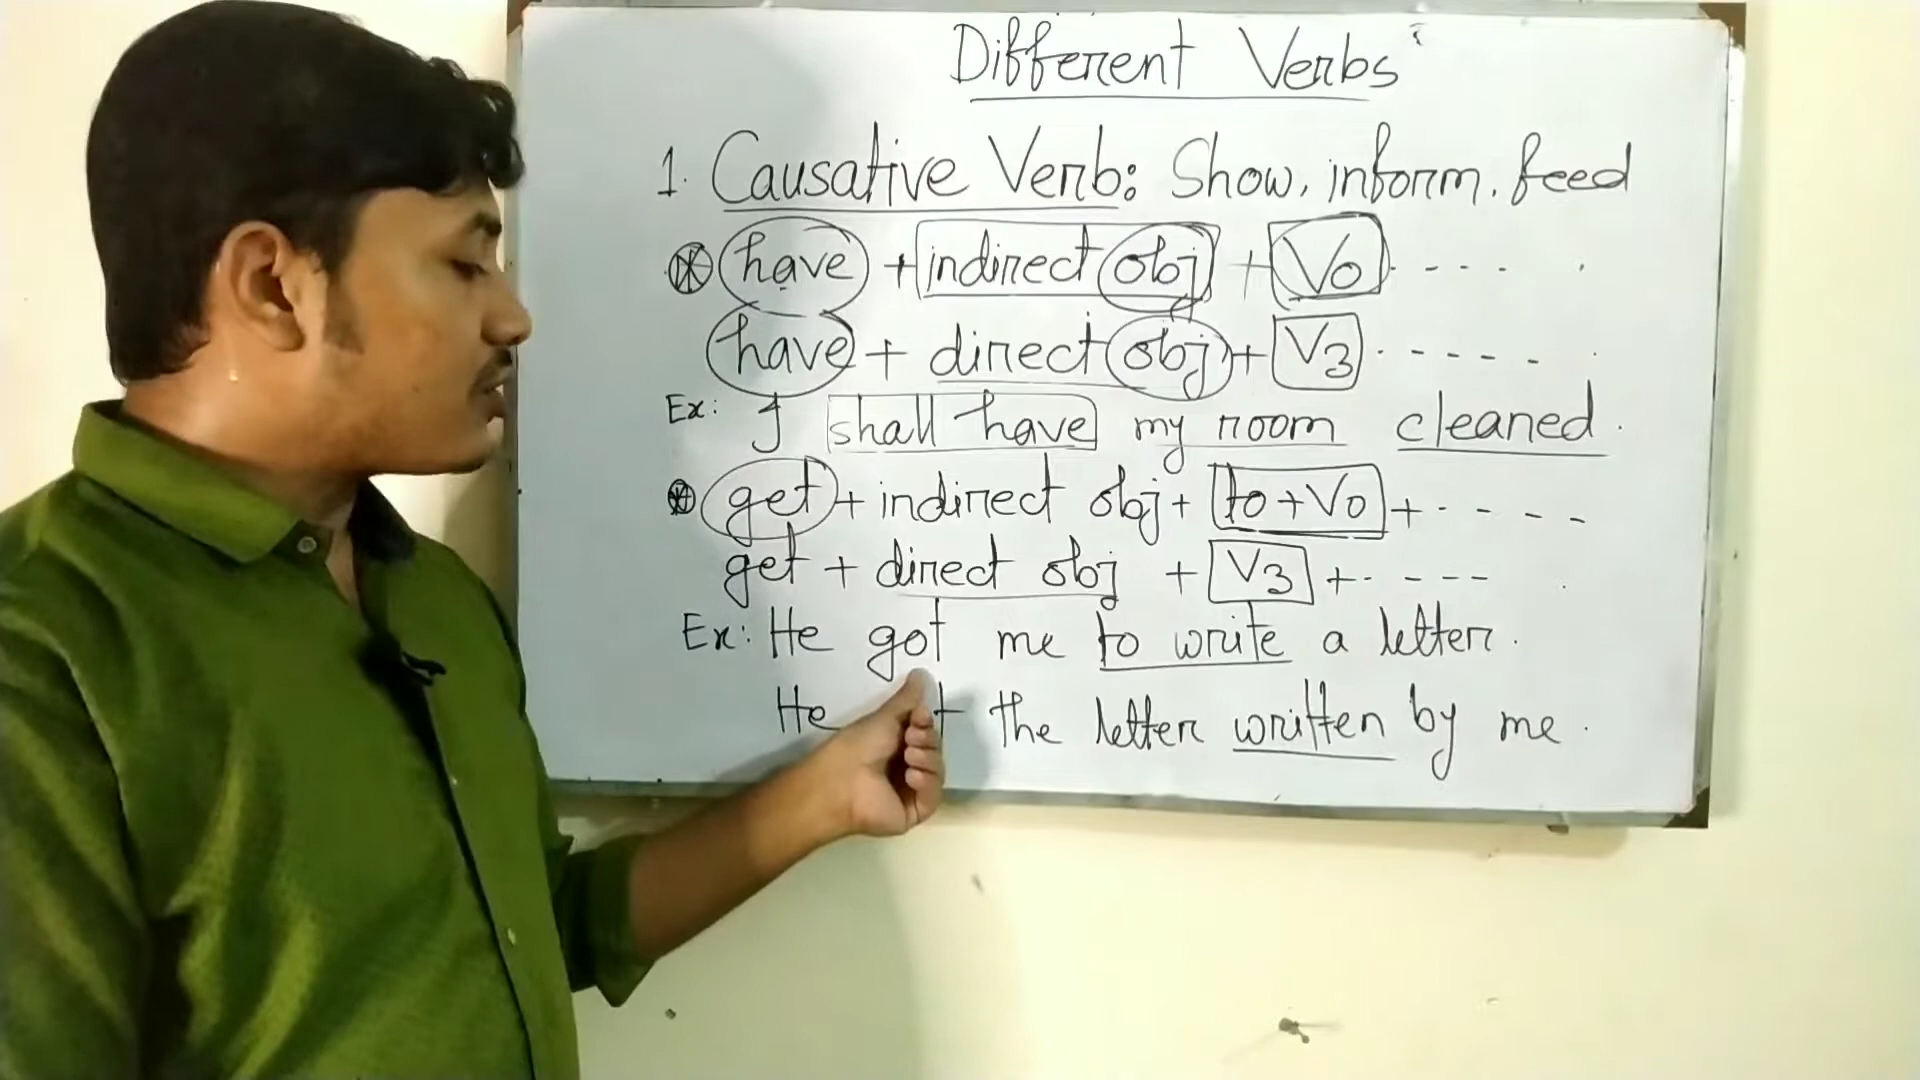 Different Verbs
1. Causative Verb: Show, inform, feed
have + indirect obj + V0 - - - -
have + direct obj + V3 - - - - -
Ex: I shall have my room cleaned.
get + indirect obj + to + V0 + - - - -
get + direct obj + V3 + - - - -
Ex: He got me to write a letter.
He the letter written by me.